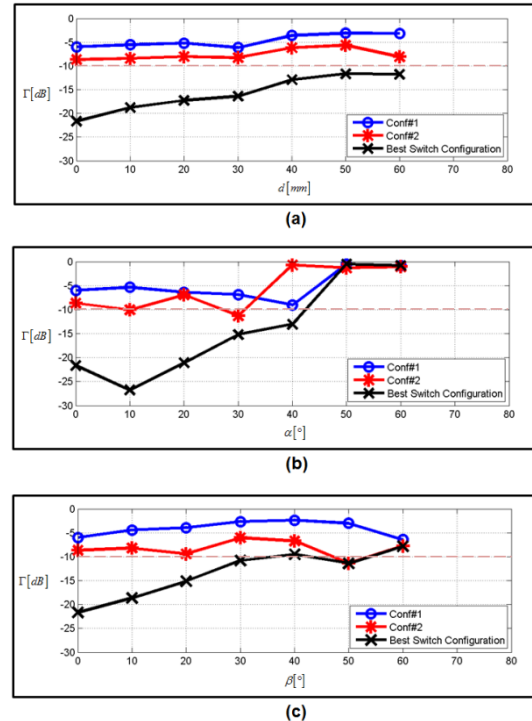 0
-5
-10
-15
-20
-25
-30
Γ[dB]
0 10 20 30 40 50 60 70 80
d[mm]
Conf#1
Conf#2
Best Switch Configuration
(a)
0
-5
-10
-15
-20
-25
-30
Γ[dB]
0 10 20 30 40 50 60 70 80
α[°]
Conf#1
Conf#2
Best Switch Configuration
(b)
0
-5
-10
-15
-20
-25
-30
Γ[dB]
0 10 20 30 40 50 60 70 80
β[°]
Conf#1
Conf#2
Best Switch Configuration
(c)